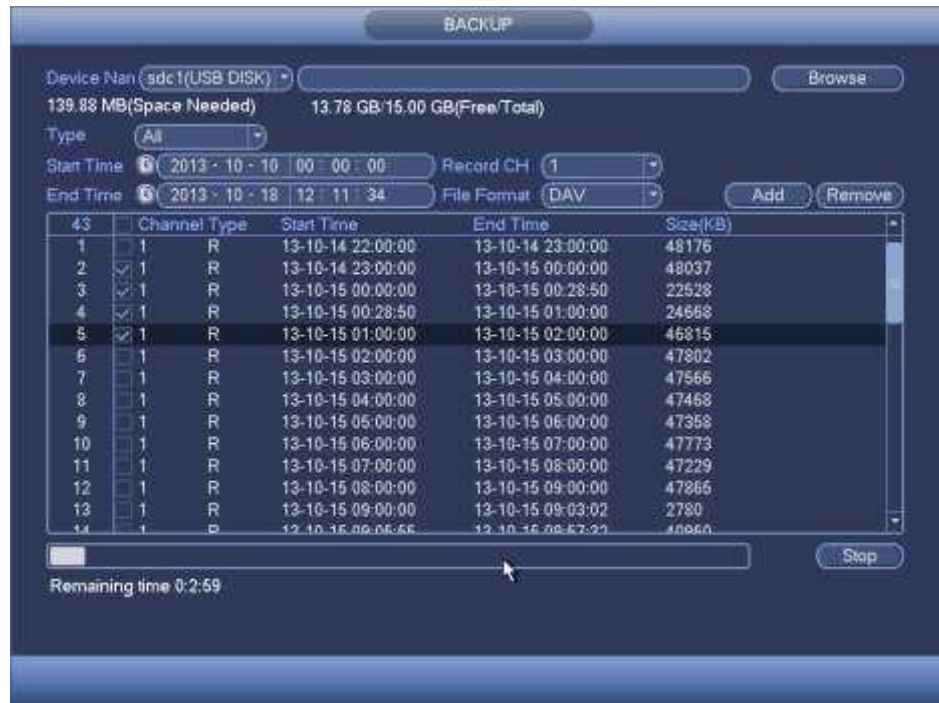 BACKUP
Device Nan sdc1(USB DISK) Browse
139.88 MB(Space Needed) 13.78 GB/15.00 GB(Free/Total)
Type All
Start Time 2013 - 10 - 10 00 : 00 : 00 Record CH 1
End Time 2013 - 10 - 18 12 : 11 : 34 File Format DAV Add Remove
43 Channel Type Start Time End Time Size(KB)
1 1 R 13-10-14 22:00:00 13-10-14 23:00:00 48176
2 1 R 13-10-14 23:00:00 13-10-15 00:00:00 48037
3 1 R 13-10-15 00:00:00 13-10-15 00:28:50 22528
4 1 R 13-10-15 00:28:50 13-10-15 01:00:00 24668
5 1 R 13-10-15 01:00:00 13-10-15 02:00:00 46815
6 1 R 13-10-15 02:00:00 13-10-15 03:00:00 47802
7 1 R 13-10-15 03:00:00 13-10-15 04:00:00 47566
8 1 R 13-10-15 04:00:00 13-10-15 05:00:00 47468
9 1 R 13-10-15 05:00:00 13-10-15 06:00:00 47358
10 1 R 13-10-15 06:00:00 13-10-15 07:00:00 47773
11 1 R 13-10-15 07:00:00 13-10-15 08:00:00 47229
12 1 R 13-10-15 08:00:00 13-10-15 09:00:00 47865
13 1 R 13-10-15 09:00:00 13-10-15 09:03:02 2780
14 1 R
Stop
Remaining time 0:2:59